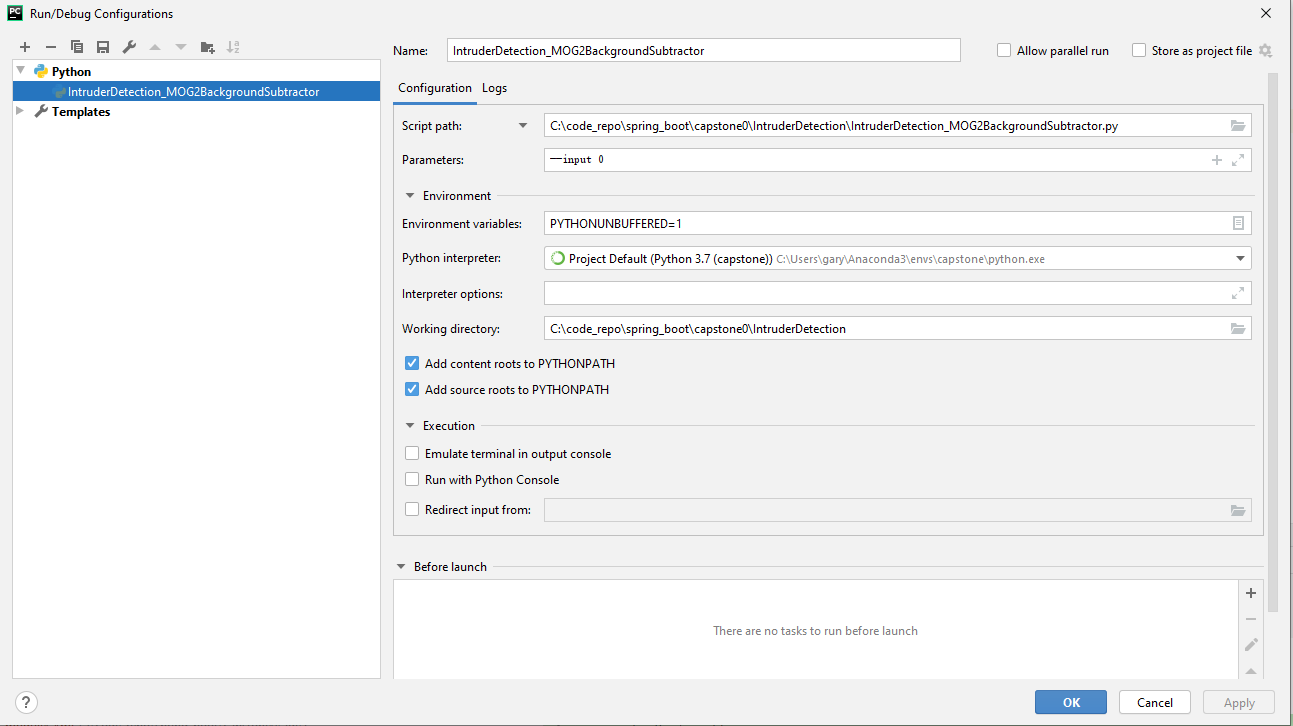 PC Run/Debug Configurations
Name: IntruderDetection_MOG2BackgroundSubtractor Allow parallel run Store as project file
Python
IntruderDetection_MOG2BackgroundSubtractor
Templates
Configuration Logs
Script path: C:\code_repo\spring_boot\capstone0\IntruderDetection\IntruderDetection_MOG2BackgroundSubtractor.py
Parameters: --input 0
Environment
Environment variables: PYTHONUNBUFFERED=1
Python interpreter: Project Default (Python 3.7 (capstone)) C:\Users\gary\Anaconda3\envs\capstone\python.exe
Interpreter options:
Working directory: C:\code_repo\spring_boot\capstone0\IntruderDetection
Add content roots to PYTHONPATH
Add source roots to PYTHONPATH
Execution
Emulate terminal in output console
Run with Python Console
Redirect input from:
Before launch
There are no tasks to run before launch
? OK Cancel Apply